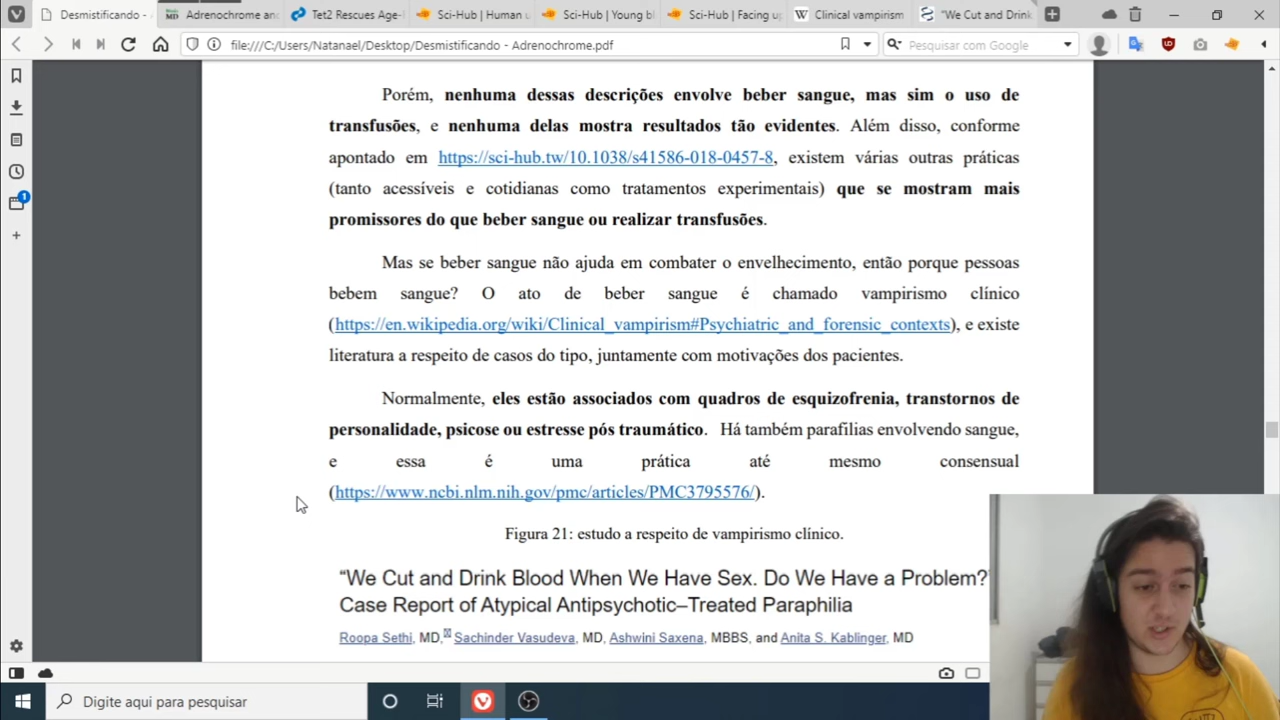 Desmistificando -
Adrenochrome an
Tet2 Rescues Age-
Sci-Hub | Human u
Sci-Hub | Young bl
Sci-Hub | Facing u
Clinical vampirism
"We Cut and Drink
file:///C:/Users/Natanael/Desktop/Desmistificando - Adrenochrome.pdf
Pesquisar com Google
Porém, nenhuma dessas descrições envolve beber sangue, mas sim o uso de
transfusões, e nenhuma delas mostra resultados tão evidentes. Além disso, conforme
apontado em https://sci-hub.tw/10.1038/s41586-018-0457-8, existem várias outras práticas
(tanto acessíveis e cotidianas como tratamentos experimentais) que se mostram mais
promissores do que beber sangue ou realizar transfusões.
Mas se beber sangue não ajuda em combater o envelhecimento, então porque pessoas
bebem sangue? O ato de beber sangue é chamado vampirismo clínico
(https://en.wikipedia.org/wiki/Clinical_vampirism#Psychiatric_and_forensic_contexts), e existe
literatura a respeito de casos do tipo, juntamente com motivações dos pacientes.
Normalmente, eles estão associados com quadros de esquizofrenia, transtornos de
personalidade, psicose ou estresse pós traumático. Há também parafilias envolvendo sangue,
e essa é uma prática até mesmo consensual
(https://www.ncbi.nlm.nih.gov/pmc/articles/PMC3795576/).
Figura 21: estudo a respeito de vampirismo clínico.
“We Cut and Drink Blood When We Have Sex. Do We Have a Problem?”
Case Report of Atypical Antipsychotic–Treated Paraphilia
Roopa Sethi, MD, Sachinder Vasudeva, MD, Ashwini Saxena, MBBS, and Anita S. Kablinger, MD
1
Digite aqui para pesquisar